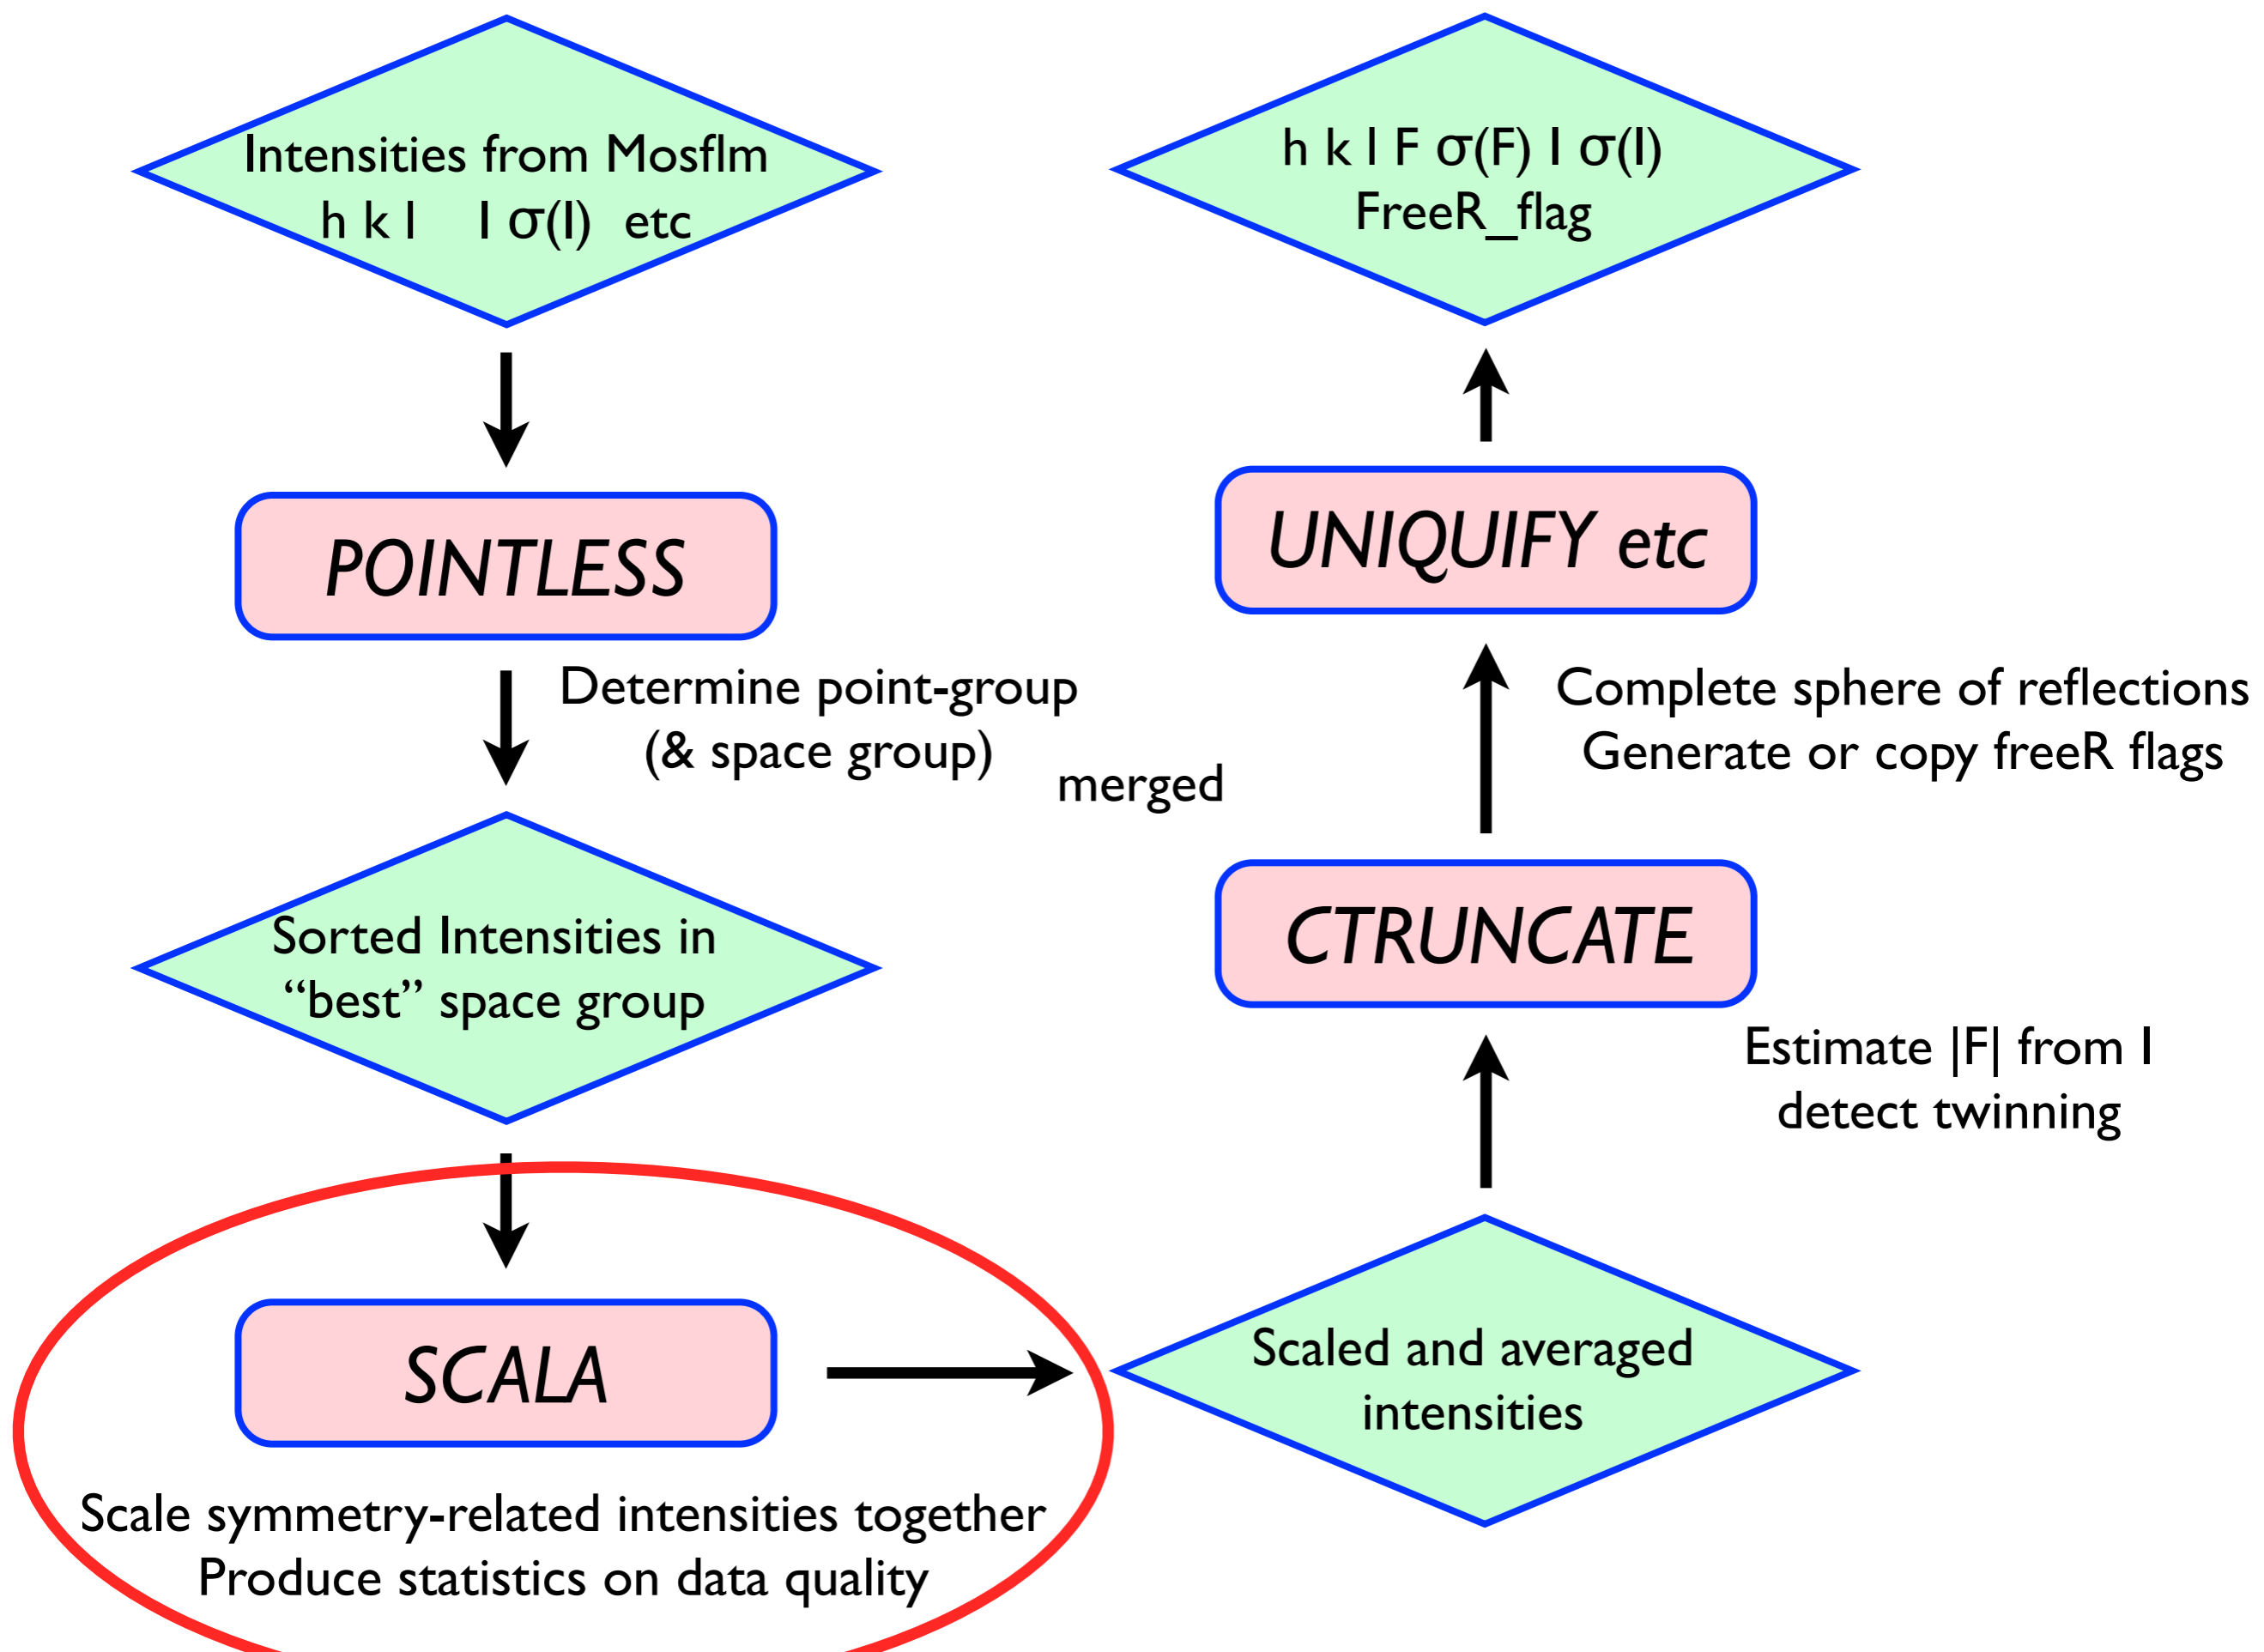 Intensities from Mosflm
h k l I σ(I) etc
POINTLESS
Determine point-group
(& space group)
Sorted Intensities in
“best” space group
SCALA
Scale symmetry-related intensities together
Produce statistics on data quality
Scaled and averaged
intensities
Estimate |F| from I
detect twinning
CTRUNCATE
merged
Complete sphere of reflections
Generate or copy freeR flags
UNIQUIFY etc
h k l F σ(F) I σ(I)
FreeR_flag